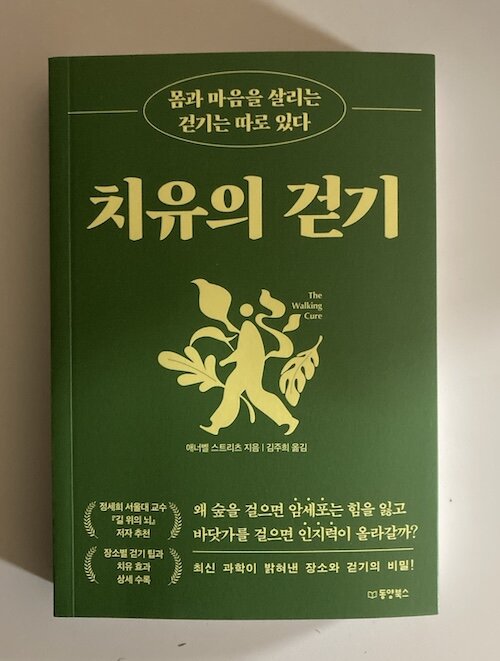 몸과 마음을 살리는
걷기는 따로 있다
치유의 걷기
The
Walking
Cure
애너벨 스트리츠 지음 | 김주희 옮김
정세희 서울대 교수
『길 위의 뇌』
저자 추천
왜 숲을 걸으면 암세포는 힘을 잃고
바닷가를 걸으면 인지력이 올라갈까?
장소별 걷기 팁과
치유 효과
상세 수록
최신 과학이 밝혀낸 장소와 걷기의 비밀!
동양북스